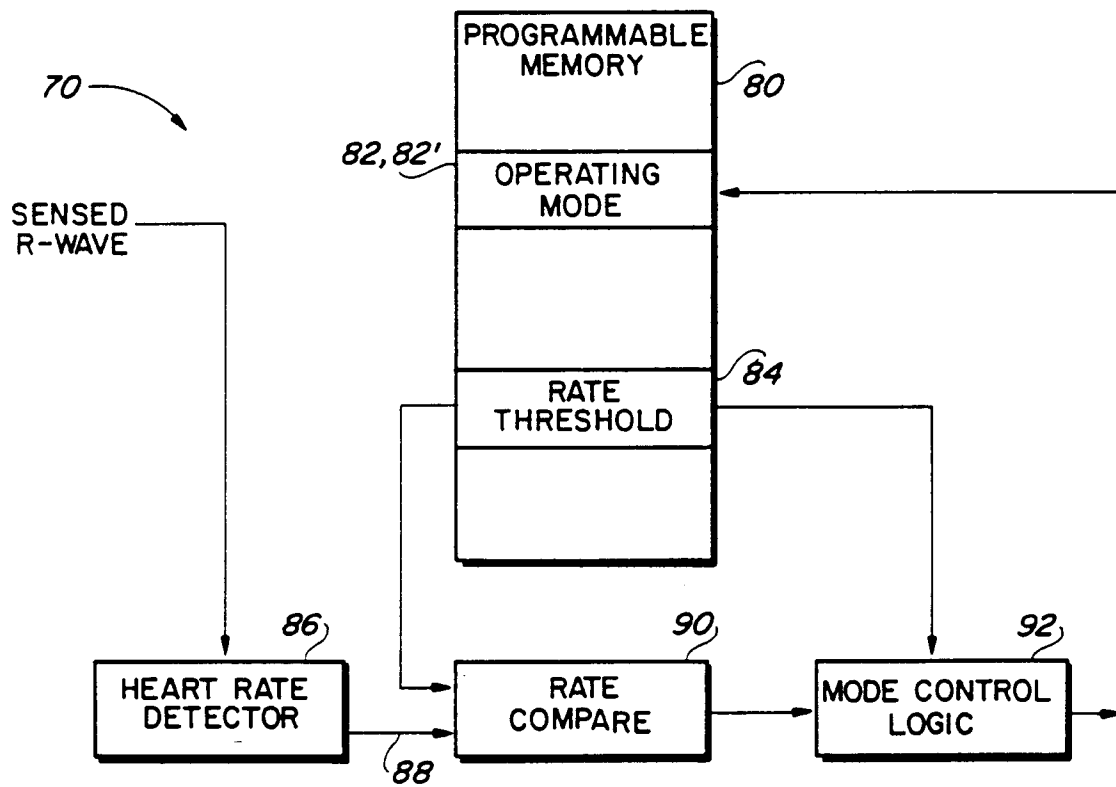 PROGRAMMABLE
MEMORY
70
80
82, 82'
OPERATING
MODE
SENSED
R-WAVE
84
RATE
THRESHOLD
86
90
92
HEART RATE
DETECTOR
RATE
COMPARE
MODE CONTROL
LOGIC
88